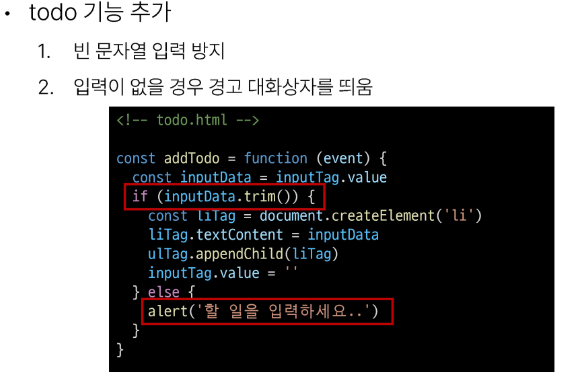 • todo 기능 추가
1. 빈 문자열 입력 방지
2. 입력이 없을 경우 경고 대화상자를 띄움
<!-- todo.html -->
const addTodo = function (event) {
const inputData = inputTag.value
if (inputData.trim()) {
const liTag = document.createElement('li')
liTag.textContent = inputData
ulTag.appendChild(liTag)
inputTag.value = ''
} else {
alert('할 일을 입력하세요..')
}
}